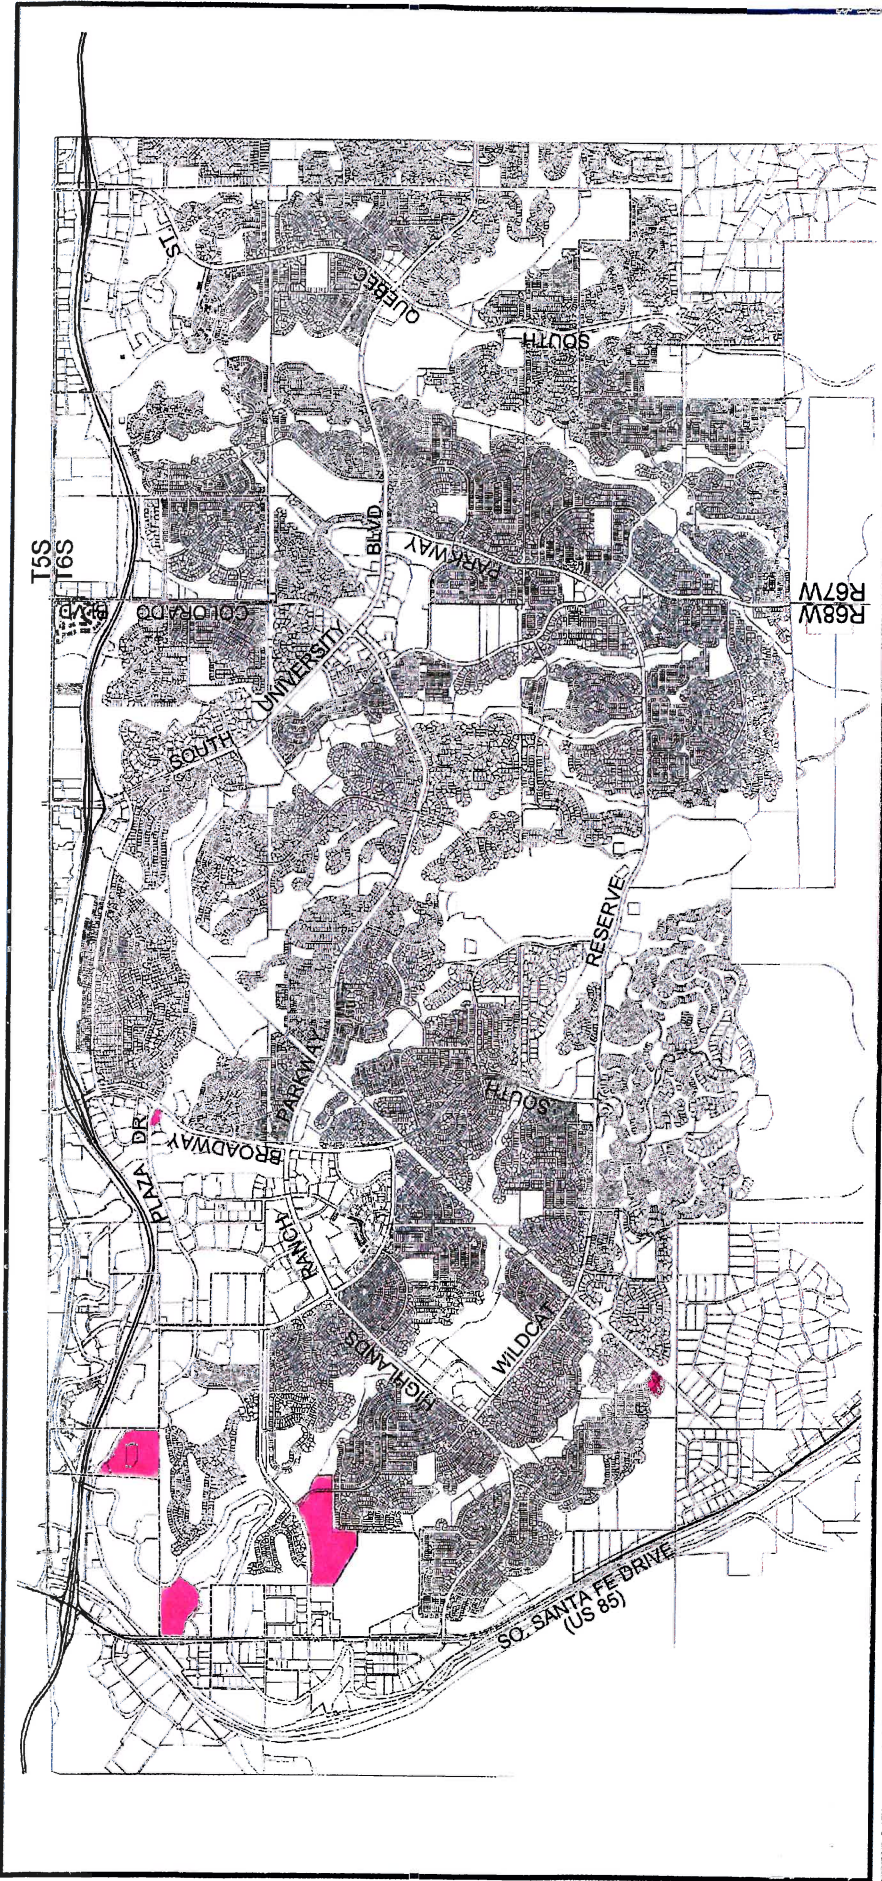 T5S
T6S
ST
QUEBEC
SOUTH
BLVD
PARKWAY
COLORADO
BLVD
R67W
R68W
SOUTH
UNIVERSITY
RESERVE
PLAZA DR.
BROADWAY
PARKWAY
SOUTH
RANCH
HIGHLANDS
WILDCAT
SO. SANTA FE DRIVE
(US 85)